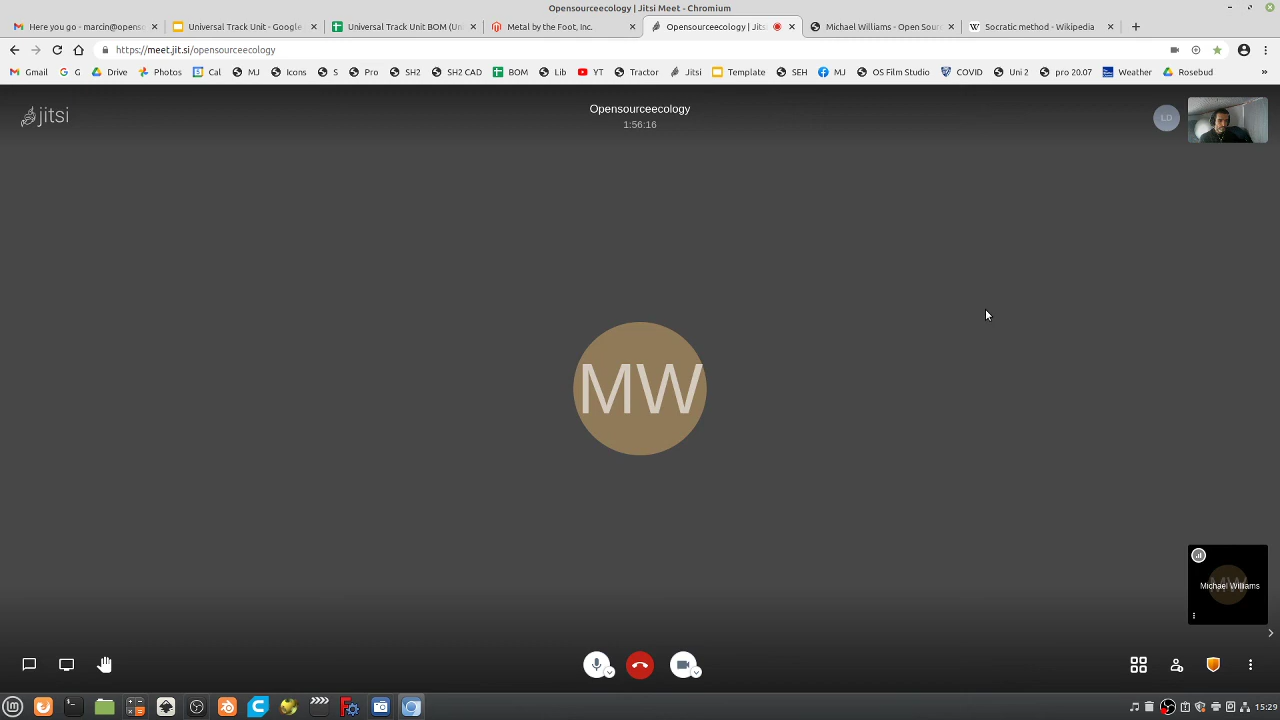 Opensourceecology | Jitsi Meet - Chromium
Here you go - marcin@openso
Universal Track Unit - Google
Universal Track Unit BOM (Un
Metal by the Foot, Inc.
Opensourceecology | Jits
Michael Williams - Open Sour
Socratic method - Wikipedia
https://meet.jit.si/opensourceecology
Gmail
G
Drive
Photos
Cal
MJ
Icons
S
Pro
SH2
SH2 CAD
BOM
Lib
YT
Tractor
Jitsi
Template
SEH
MJ
OS Film Studio
COVID
Uni 2
pro 20.07
Weather
Rosebud
jitsi
Opensourceecology
1:56:16
LD
MW
Michael Williams
15:29